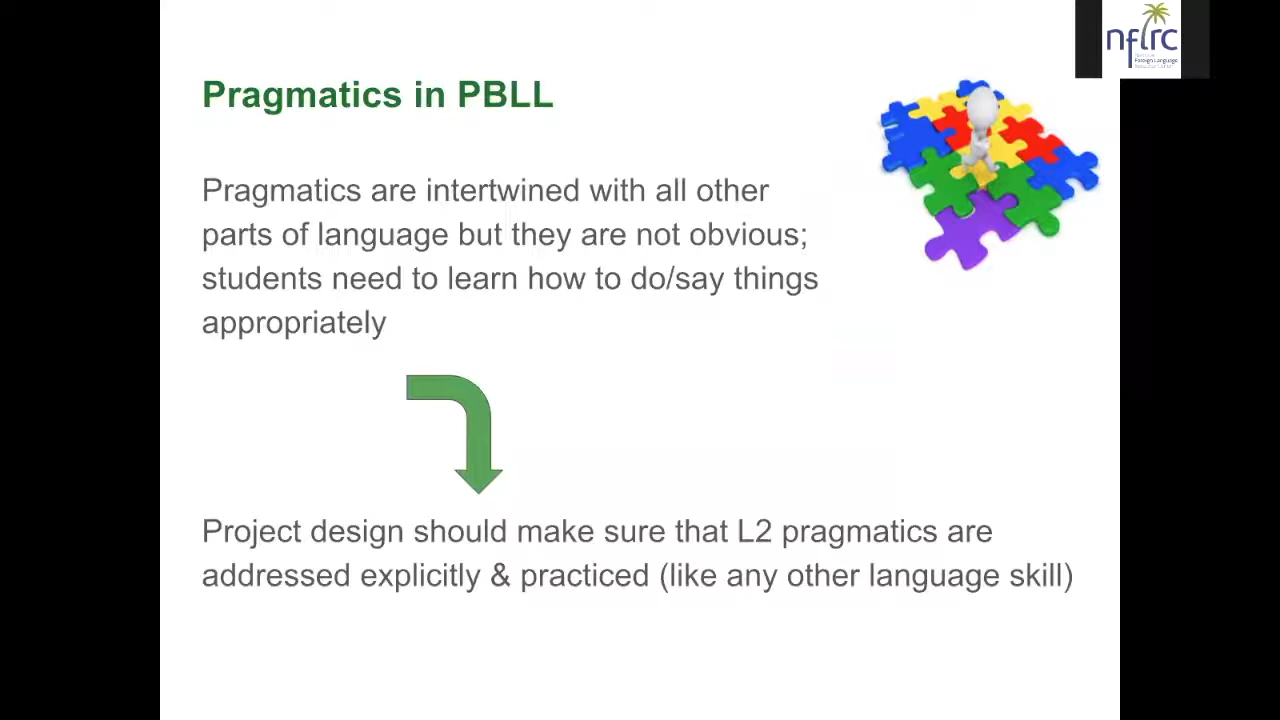 nflrc
Foreign Language
Pragmatics in PBLL
Pragmatics are intertwined with all other
parts of language but they are not obvious;
students need to learn how to do/say things
appropriately
Project design should make sure that L2 pragmatics are
addressed explicitly & practiced (like any other language skill)